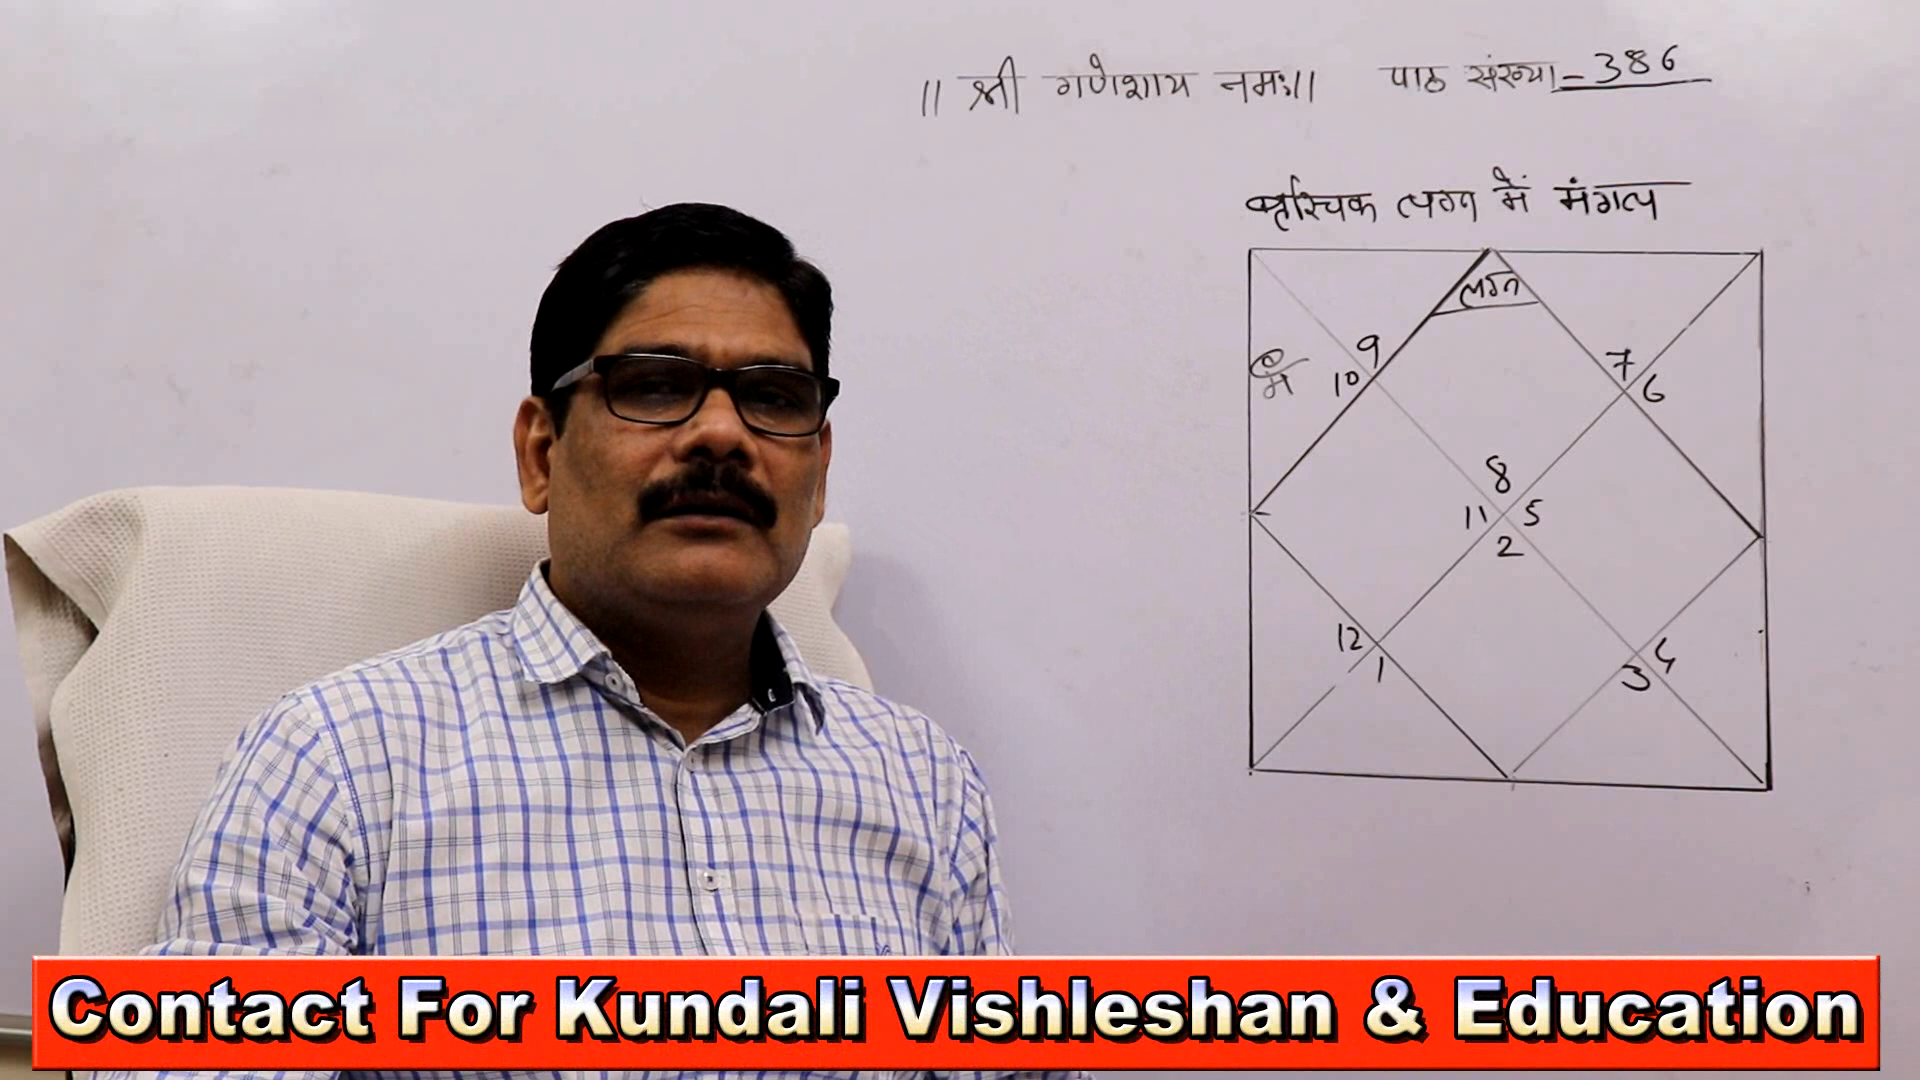 ॥ श्री गणेशाय नमः॥ पाठ संख्या - 386
वृश्चिक लग्न में मंगल
लग्न
9 7
मं 10 6
8
11 5
2
12 4
1 3
Contact For Kundali Vishleshan & Education